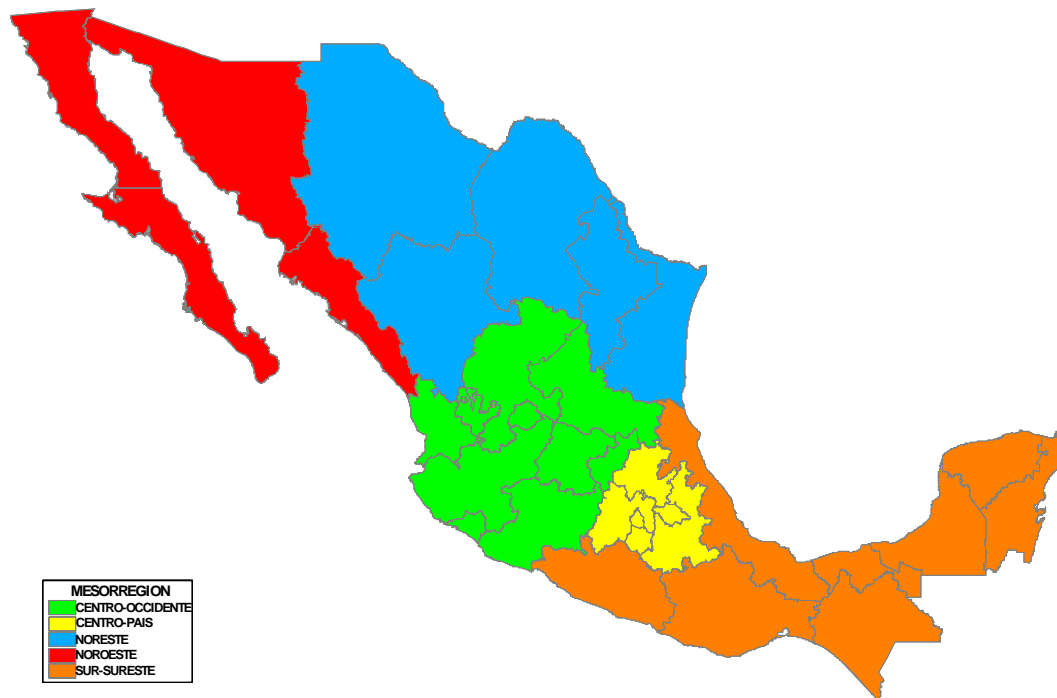 MESORREGION
CENTRO-OCCIDENTE
CENTRO-PAIS
NORESTE
NOROESTE
SUR-SURESTE